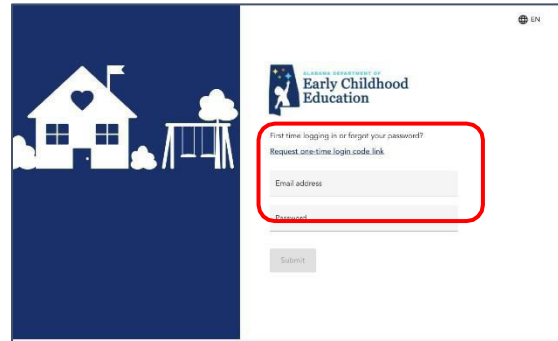 EN
ALABAMA DEPARTMENT OF
Early Childhood
Education
First time logging in or forgot your password?
Request one-time login code link
Email address
Password
Submit